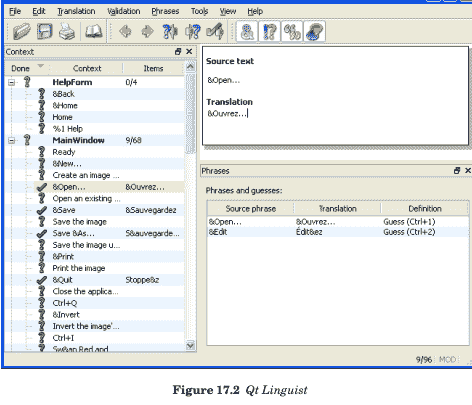 File Edit Translation Validation Phrases Tools View Help
Context
Done Context Items
HelpForm 0/4
&Back
&Home
Home
%1 Help
MainWindow 9/68
Ready
&New...
Create an image ...
&Open... &Ouvrez...
Open an existing ...
&Save &Sauvegardez
Save the image
Save &As... S&auvegarde...
Save the image u...
&Print
Print the image
&Quit Stoppe&z
Close the applica...
Ctrl+Q
&Invert
Invert the image'...
Ctrl+I
Sw&ap Red and
Source text
&Open...
Translation
&Ouvrez...
Phrases
Phrases and guesses:
Source phrase Translation Definition
&Open... &Ouvrez... Guess (Ctrl+1)
&Edit Édit&ez Guess (Ctrl+2)
9/96 MOD
Figure 17.2 Qt Linguist